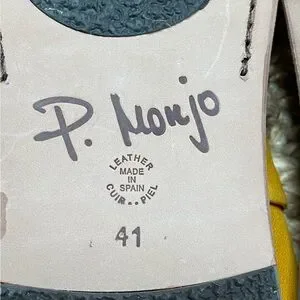 P. Monjo
LEATHER
MADE
IN
SPAIN
CUIR..PIEL
41